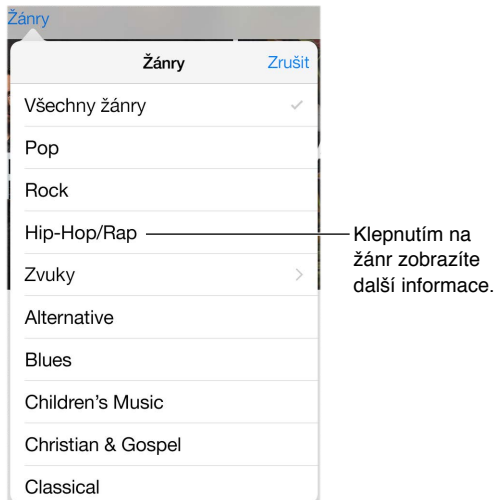 Žánry
Žánry Zrušit
Všechny žánry
Pop
Rock
Hip-Hop/Rap
Klepnutím na
žánr zobrazíte
další informace.
Zvuky
Alternative
Blues
Children's Music
Christian & Gospel
Classical